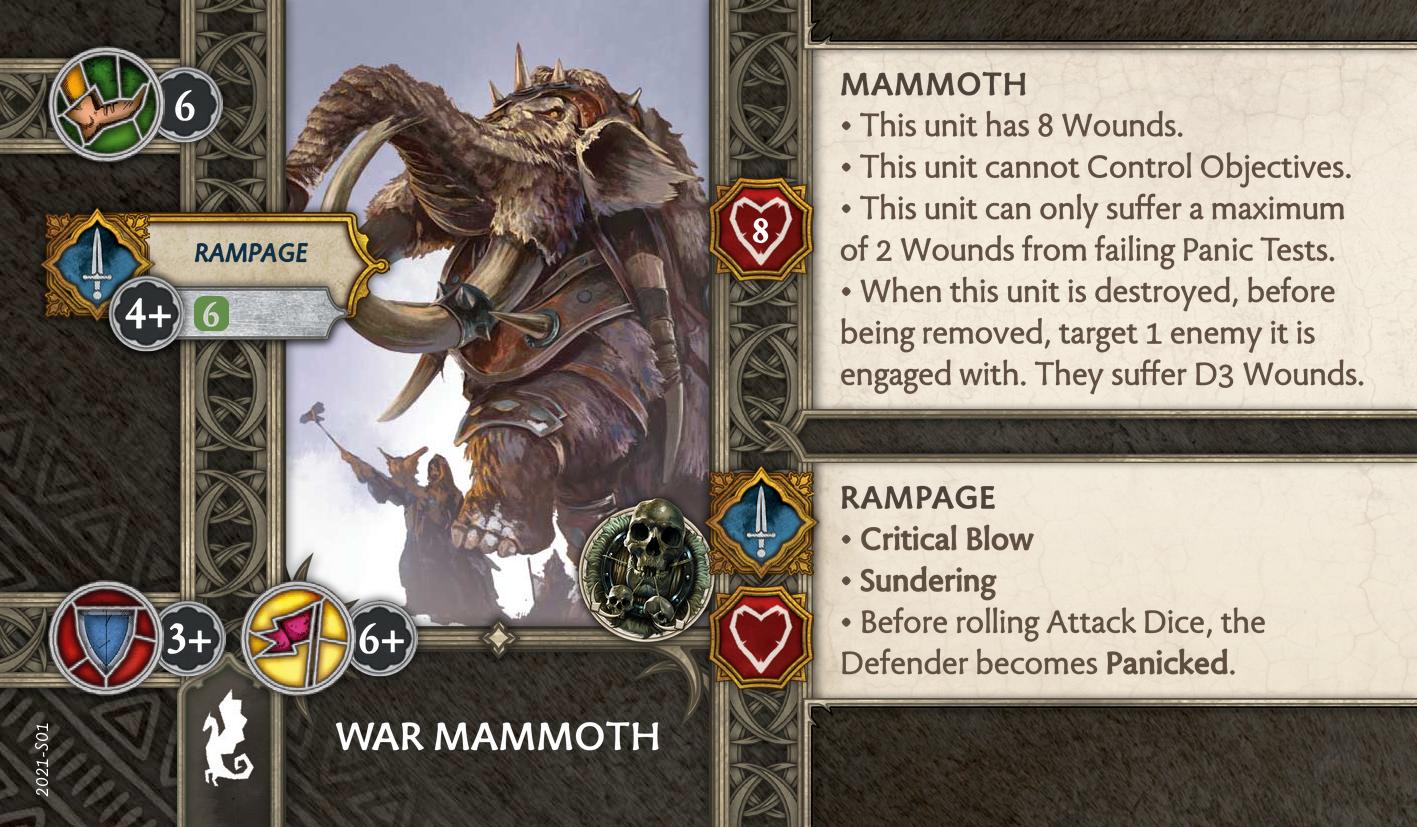 6
RAMPAGE
4+
6
3+
6+
WAR MAMMOTH
2021-S01
8
MAMMOTH
• This unit has 8 Wounds.
• This unit cannot Control Objectives.
• This unit can only suffer a maximum
of 2 Wounds from failing Panic Tests.
• When this unit is destroyed, before
being removed, target 1 enemy it is
engaged with. They suffer D3 Wounds.
RAMPAGE
• Critical Blow
• Sundering
• Before rolling Attack Dice, the
Defender becomes Panicked.